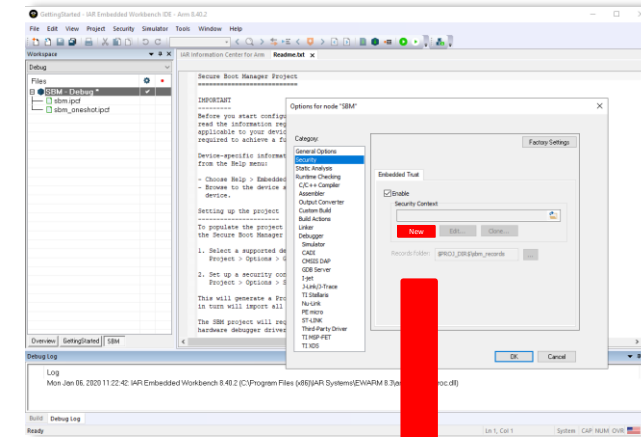 GettingStarted - IAR Embedded Workbench IDE - Arm 8.40.2
File Edit View Project Security Simulator Tools Window Help
Workspace
IAR Information Center for Arm Readme.txt x
Debug
Files
SBM - Debug *
sbm.ipcf
sbm_oneshot.ipcf
Secure Boot Manager Project
IMPORTANT
Before you start configu
read the information reg
applicable to your devic
required to achieve a fu
Device-specific informat
from the Help menu:
- Choose Help > Embedded
- Browse to the device a
device.
Setting up the project
To populate the project
the Secure Boot Manager
1. Select a supported de
Project > Options > G
2. Set up a security con
Project > Options > S
This will generate a Pro
in turn will import all
The SBM project will req
hardware debugger driver
Options for node "SBM"
Category:
General Options
Security
Static Analysis
Runtime Checking
C/C++ Compiler
Assembler
Output Converter
Custom Build
Build Actions
Linker
Debugger
Simulator
CADI
CMSIS DAP
GDB Server
I-jet
J-Link/J-Trace
TI Stellaris
Nu-Link
PE micro
ST-LINK
Third-Party Driver
TI MSP-FET
TI XDS
Factory Settings
Embedded Trust
Enable
Security Context
New Edit... Clone...
Records folder: $PROJ_DIR$\sbm_records ...
OK Cancel
Overview GettingStarted SBM
Debug Log
Log
Mon Jan 06, 2020 11:22:42: IAR Embedded Workbench 8.40.2 (C:\Program Files (x86)\IAR Systems\EWARM 8.3\ar
roc.dll)
Build Debug Log
Ready
Ln 1, Col 1 System CAP NUM OVR